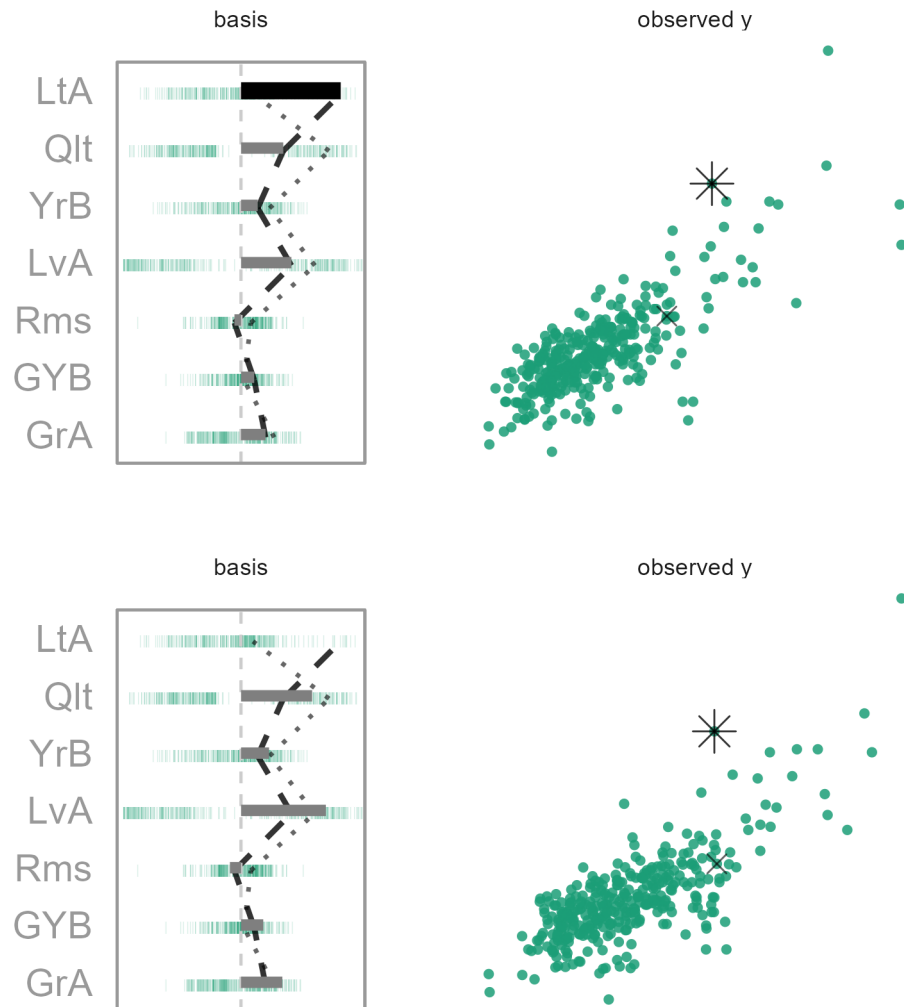 basis
observed y
LtA
Qlt
YrB
LvA
Rms
GYB
GrA
basis
observed y
LtA
Qlt
YrB
LvA
Rms
GYB
GrA